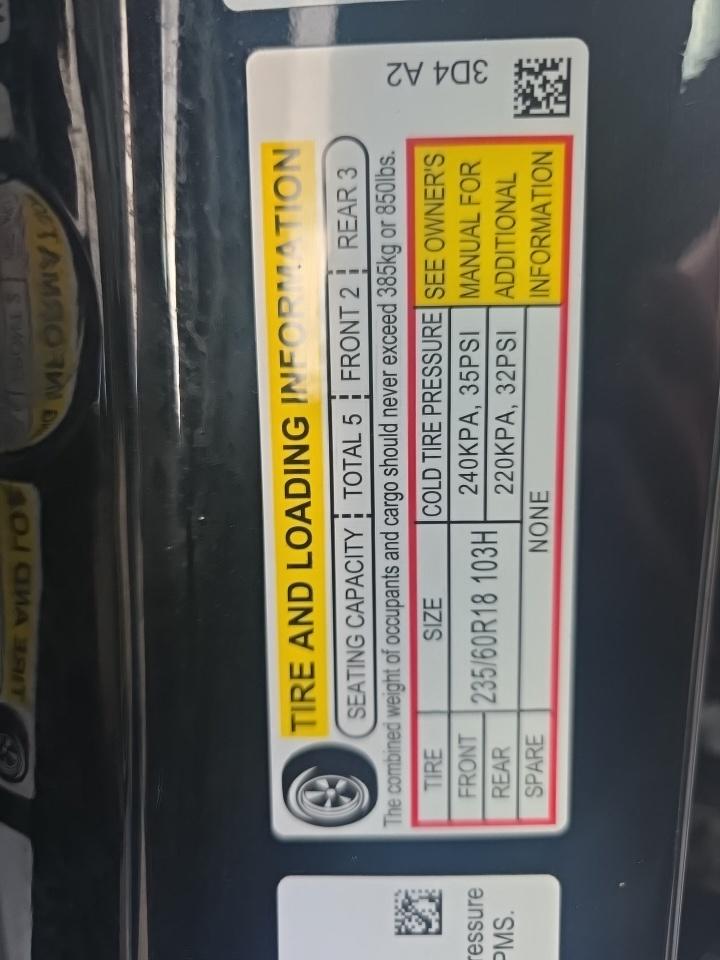 3D4 A2
TIRE AND LOADING INFORMATION
SEATING CAPACITY TOTAL 5 FRONT 2 REAR 3
The combined weight of occupants and cargo should never exceed 385kg or 850lbs.
TIRE SIZE COLD TIRE PRESSURE SEE OWNER'S
FRONT 235/60R18 103H 240KPA, 35PSI MANUAL FOR
REAR 220KPA, 32PSI ADDITIONAL
SPARE NONE INFORMATION
ressure
PMS.